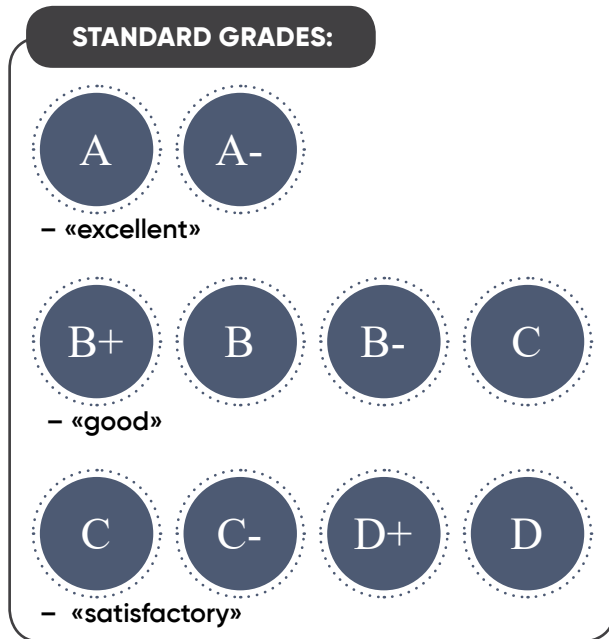 STANDARD GRADES:
A A-
– «excellent»
B+ B B- C
– «good»
C C- D+ D
– «satisfactory»